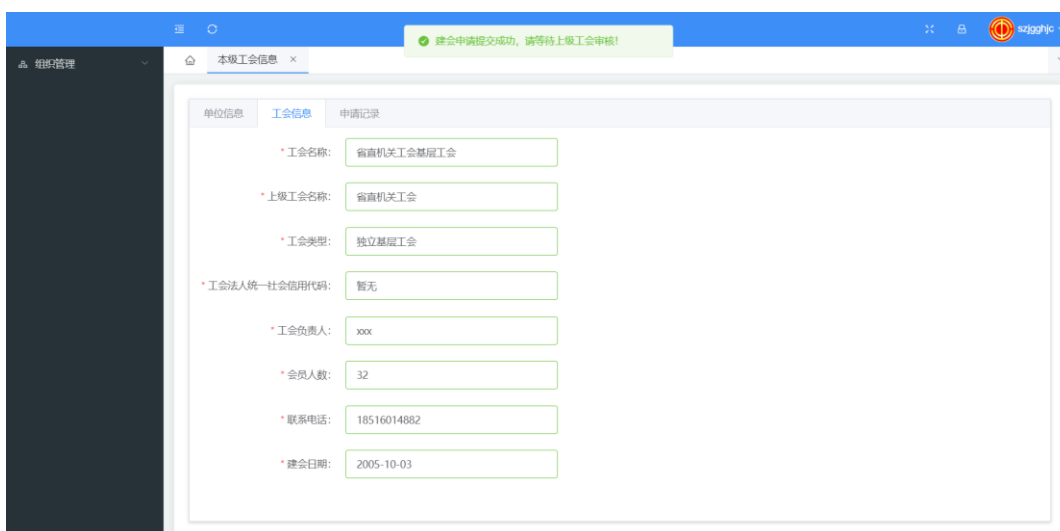 建会申请提交成功，请等待上级工会审核！
szjgghjc
组织管理
本级工会信息 ×
单位信息 工会信息 申请记录
* 工会名称： 省直机关工会基层工会
* 上级工会名称： 省直机关工会
* 工会类型： 独立基层工会
* 工会法人统一社会信用代码： 暂无
* 工会负责人： xxx
* 会员人数： 32
* 联系电话： 18516014882
* 建会日期： 2005-10-03